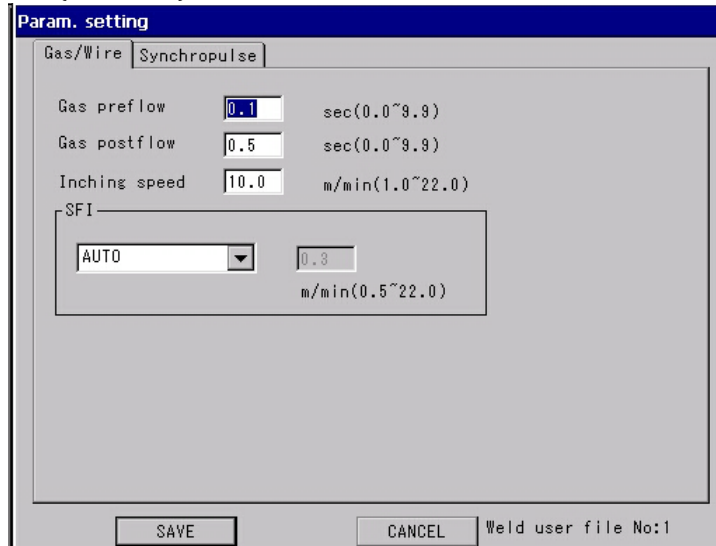 Param. setting
Gas/Wire Synchropulse
Gas preflow 0.1 sec(0.0~9.9)
Gas postflow 0.5 sec(0.0~9.9)
Inching speed 10.0 m/min(1.0~22.0)
SFI
AUTO 0.3
m/min(0.5~22.0)
SAVE CANCEL Weld user file No:1